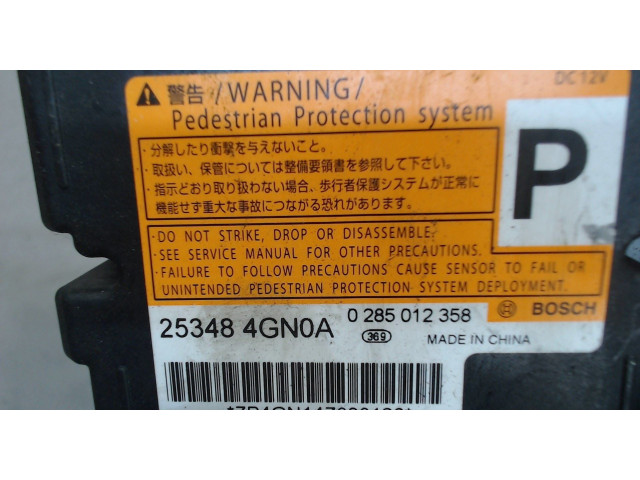 警告 /WARNING/ DC12V
Pedestrian Protection system
・分解したり衝撃を与えないこと。
・取扱い、保管については整備要領書を参照して下さい。
・指示どおり取り扱わない場合、歩行者保護システムが正常に
機能せず重大な事故につながる恐れがあります。
P
・DO NOT STRIKE, DROP OR DISASSEMBLE.
・SEE SERVICE MANUAL FOR OTHER PRECAUTIONS.
・FAILURE TO FOLLOW PRECAUTIONS CAUSE SENSOR TO FAIL OR
UNINTENDED PEDESTRIAN PROTECTION SYSTEM DEPLOYMENT.
BOSCH
25348 4GN0A 0 285 012 358
369 MADE IN CHINA